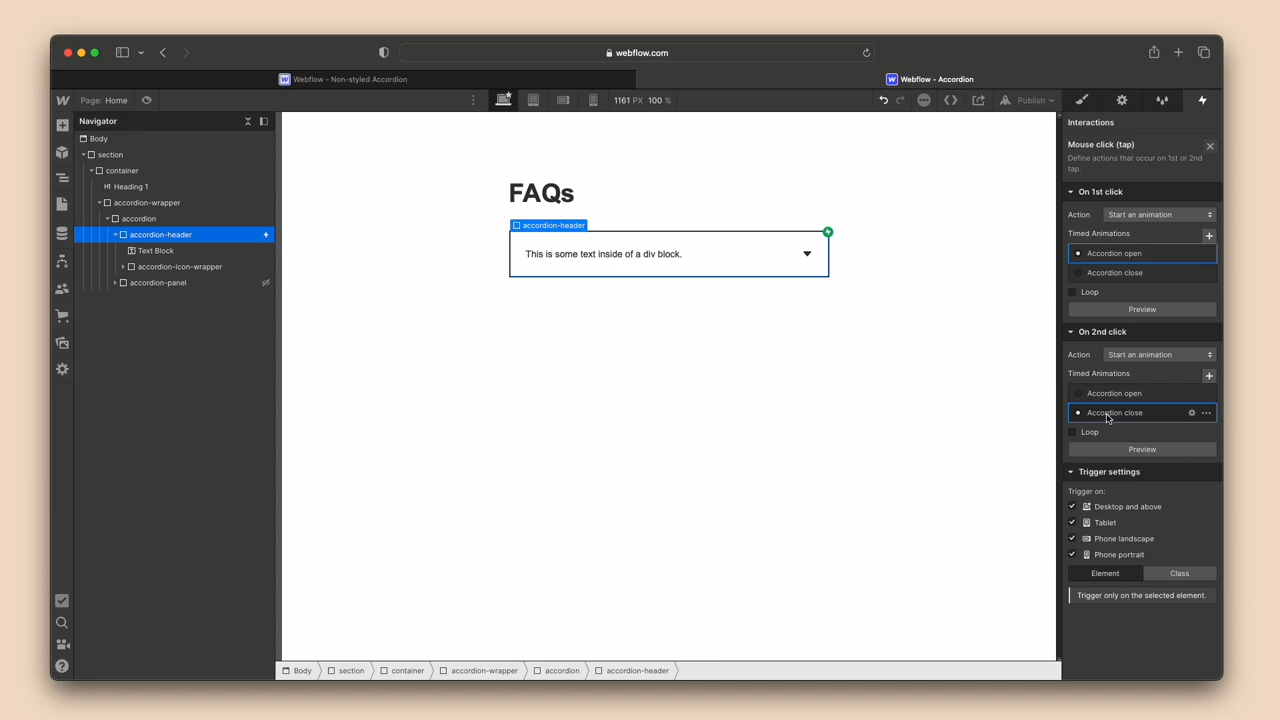 webflow.com
Webflow - Non-styled Accordion
Webflow - Accordion
Page: Home
1161 PX 100 %
Publish
Navigator
Body
section
container
H1 Heading 1
accordion-wrapper
accordion
accordion-header
Text Block
accordion-icon-wrapper
accordion-panel
FAQs
accordion-header
This is some text inside of a div block.
Interactions
Mouse click (tap)
Define actions that occur on 1st or 2nd
tap.
On 1st click
Action Start an animation
Timed Animations
Accordion open
Accordion close
Loop
Preview
On 2nd click
Action Start an animation
Timed Animations
Accordion open
Accordion close
Loop
Preview
Trigger settings
Trigger on:
Desktop and above
Tablet
Phone landscape
Phone portrait
Element Class
Trigger only on the selected element.
Body section container accordion-wrapper accordion accordion-header